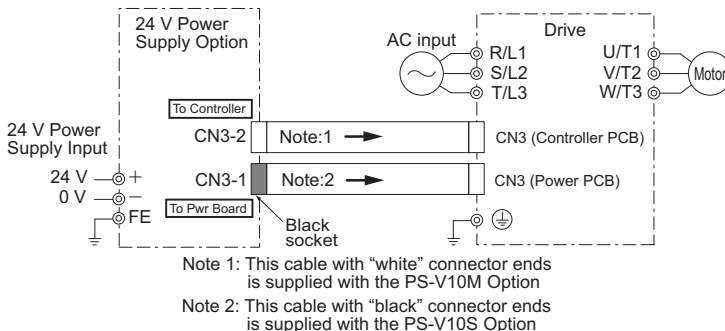 24 V Power
Supply Option
To Controller
CN3-2
24 V Power
Supply Input
24 V
+
0 V
−
FE
CN3-1
To Pwr Board
Black
socket
Note:1
Note:2
AC input
Drive
R/L1
S/L2
T/L3
U/T1
V/T2
W/T3
Motor
CN3 (Controller PCB)
CN3 (Power PCB)
Note 1: This cable with “white” connector ends
is supplied with the PS-V10M Option
Note 2: This cable with “black” connector ends
is supplied with the PS-V10S Option